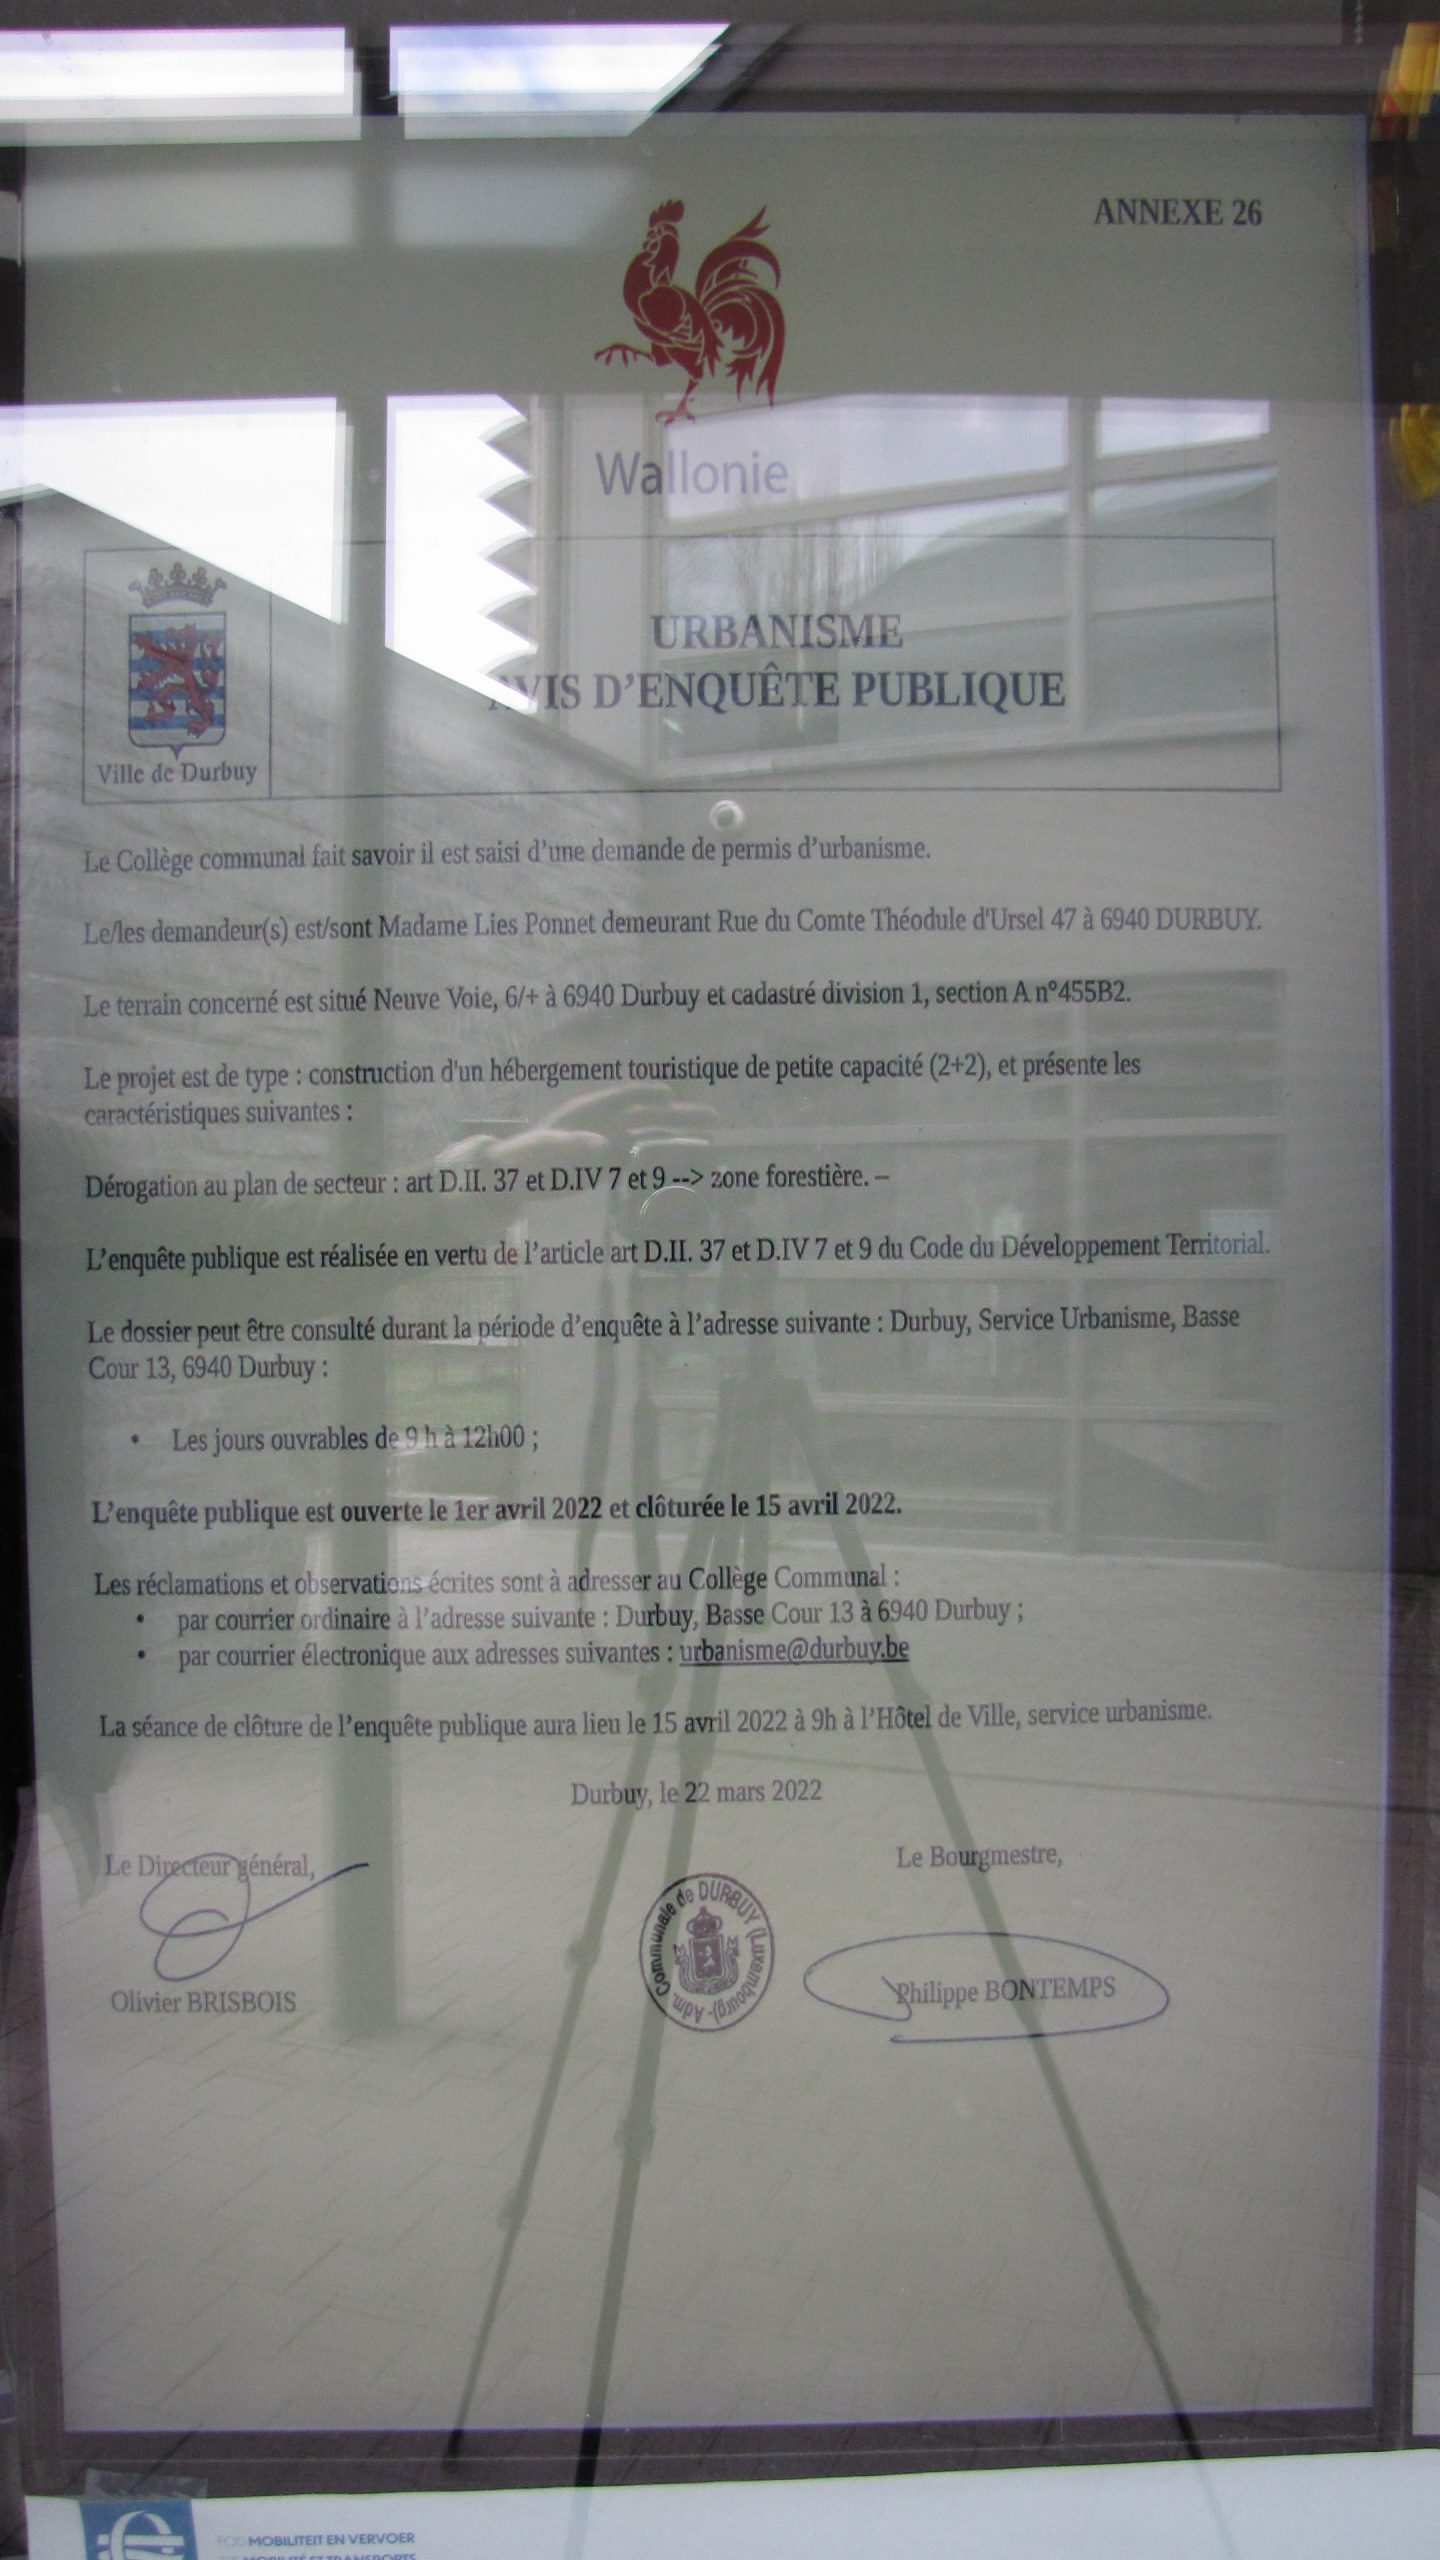 ANNEXE 26
Wallonie
URBANISME
AVIS D'ENQUÊTE PUBLIQUE
Ville de Durbuy
Le Collège communal fait savoir il est saisi d'une demande de permis d'urbanisme.
Le/les demandeur(s) est/sont Madame Lies Ponnet demeurant Rue du Comte Théodule d'Ursel 47 à 6940 DURBUY.
Le terrain concerné est situé Neuve Voie, 6/+ à 6940 Durbuy et cadastré division 1, section A n°455B2.
Le projet est de type : construction d'un hébergement touristique de petite capacité (2+2), et présente les
caractéristiques suivantes :
Dérogation au plan de secteur : art D.II. 37 et D.IV 7 et 9 --> zone forestière. –
L'enquête publique est réalisée en vertu de l'article art D.II. 37 et D.IV 7 et 9 du Code du Développement Territorial.
Le dossier peut être consulté durant la période d'enquête à l'adresse suivante : Durbuy, Service Urbanisme, Basse
Cour 13, 6940 Durbuy :
• Les jours ouvrables de 9 h à 12h00 ;
L'enquête publique est ouverte le 1er avril 2022 et clôturée le 15 avril 2022.
Les réclamations et observations écrites sont à adresser au Collège Communal :
• par courrier ordinaire à l'adresse suivante : Durbuy, Basse Cour 13 à 6940 Durbuy ;
• par courrier électronique aux adresses suivantes : urbanisme@durbuy.be
La séance de clôture de l'enquête publique aura lieu le 15 avril 2022 à 9h à l'Hôtel de Ville, service urbanisme.
Durbuy, le 22 mars 2022
Le Directeur général,
Le Bourgmestre,
Adm. Communale de DURBUY (Luxembourg)
Olivier BRISBOIS
Philippe BONTEMPS
FOD MOBILITEIT EN VERVOER
MOBILITÉ ET TRANSPORTS